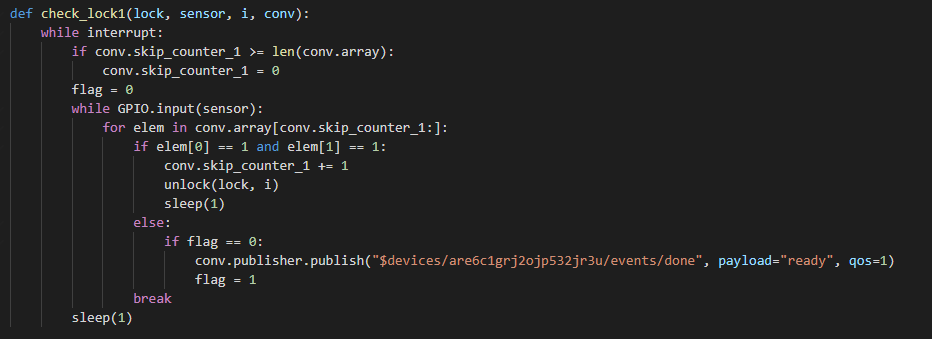 def check_lock1(lock, sensor, i, conv):
    while interrupt:
        if conv.skip_counter_1 >= len(conv.array):
            conv.skip_counter_1 = 0
        flag = 0
        while GPIO.input(sensor):
            for elem in conv.array[conv.skip_counter_1:]:
                if elem[0] == 1 and elem[1] == 1:
                    conv.skip_counter_1 += 1
                    unlock(lock, i)
                    sleep(1)
                else:
                    if flag == 0:
                        conv.publisher.publish("$devices/are6c1grj2ojp532jr3u/events/done", payload="ready", qos=1)
                        flag = 1
                break
        sleep(1)